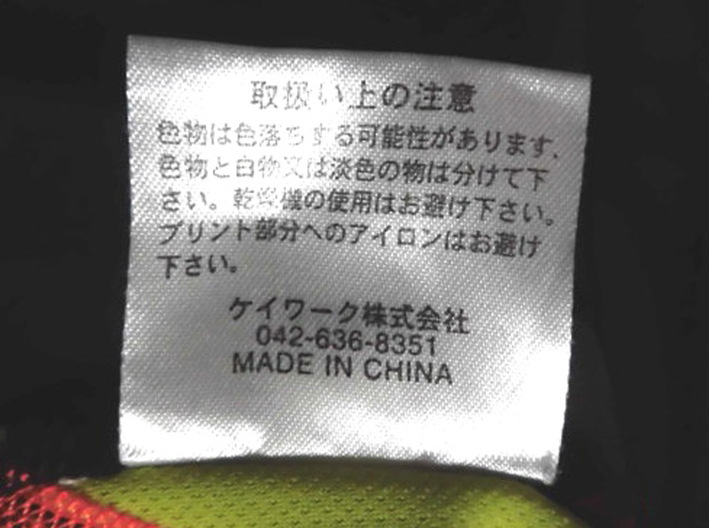 取扱い上の注意
色物は色落ちする可能性があります、
色物と白物又は淡色の物は分けて下
さい。乾燥機の使用はお避け下さい。
プリント部分へのアイロンはお避け
下さい。
ケイワーク株式会社
042-636-8351
MADE IN CHINA